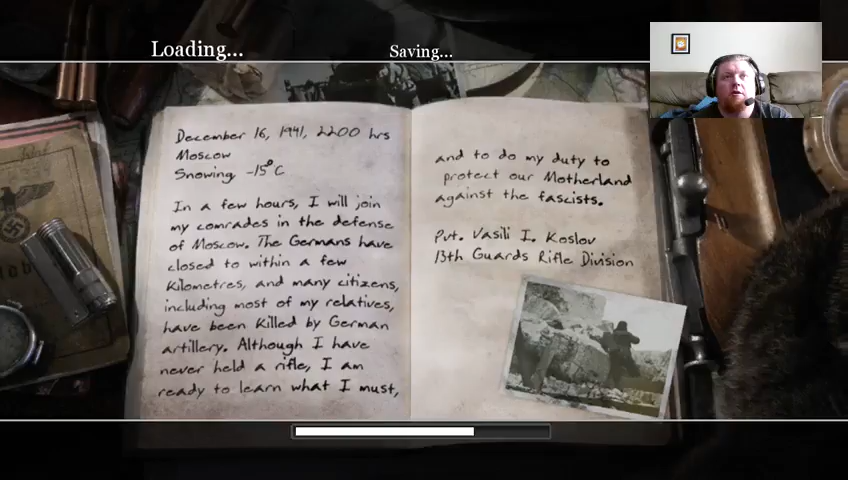 Loading...
Saving...
December 16, 1941, 2200 hrs
Moscow
Snowing, -15°C
In a few hours, I will join
my comrades in the defense
of Moscow. The Germans have
closed to within a few
kilometres, and many citizens,
including most of my relatives,
have been killed by German
artillery. Although I have
never held a rifle, I am
ready to learn what I must,
and to do my duty to
protect our Motherland
against the fascists.
Pvt. Vasili I. Koslov
13th Guards Rifle Division